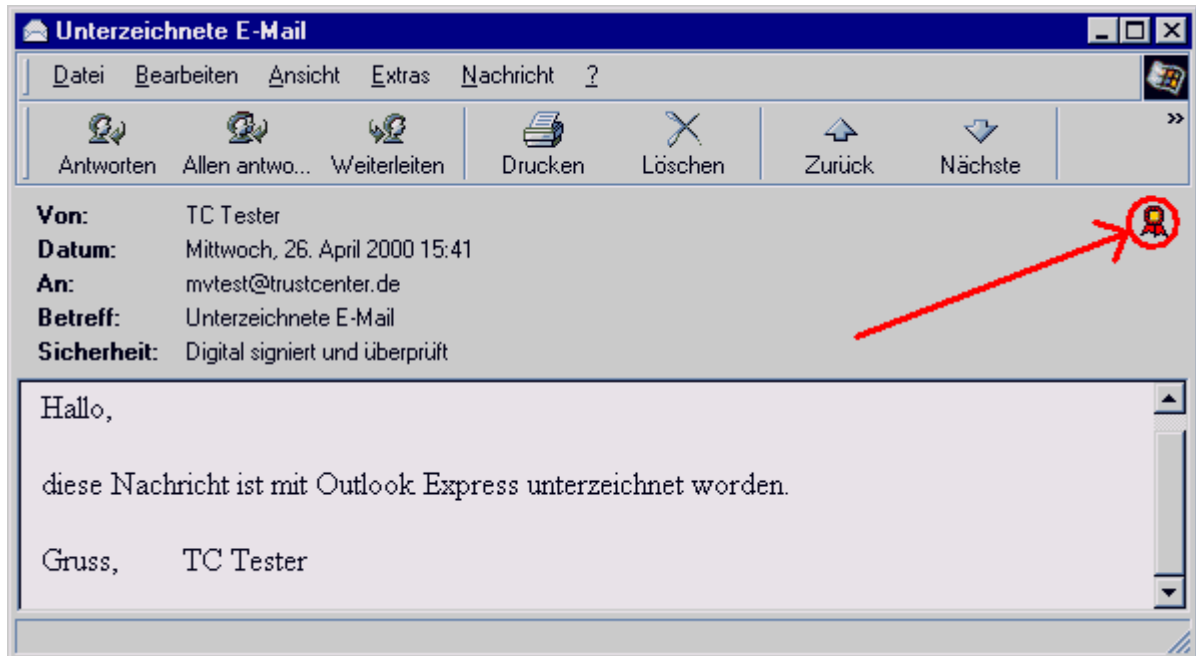 Unterzeichnete E-Mail
Datei Bearbeiten Ansicht Extras Nachricht ?
Antworten Allen antwo... Weiterleiten Drucken Löschen Zurück Nächste »
Von: TC Tester
Datum: Mittwoch, 26. April 2000 15:41
An: mvtest@trustcenter.de
Betreff: Unterzeichnete E-Mail
Sicherheit: Digital signiert und überprüft
Hallo,
diese Nachricht ist mit Outlook Express unterzeichnet worden.
Gruss, TC Tester